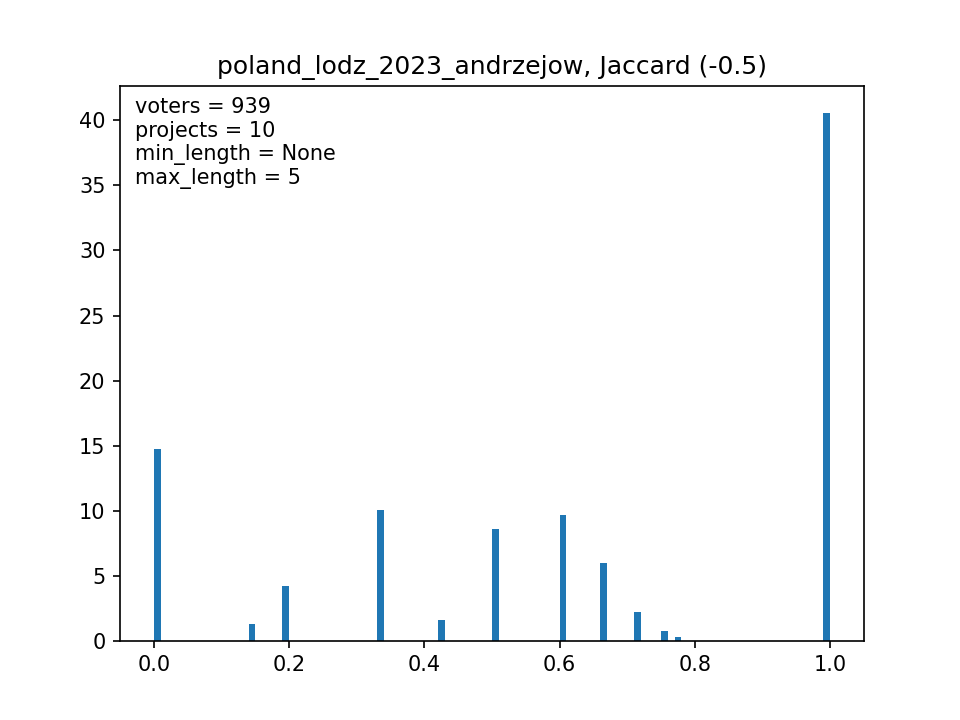 poland_lodz_2023_andrzejow, Jaccard (-0.5)
voters = 939
projects = 10
min_length = None
max_length = 5
40
35
30
25
20
15
10
5
0
0.0 0.2 0.4 0.6 0.8 1.0